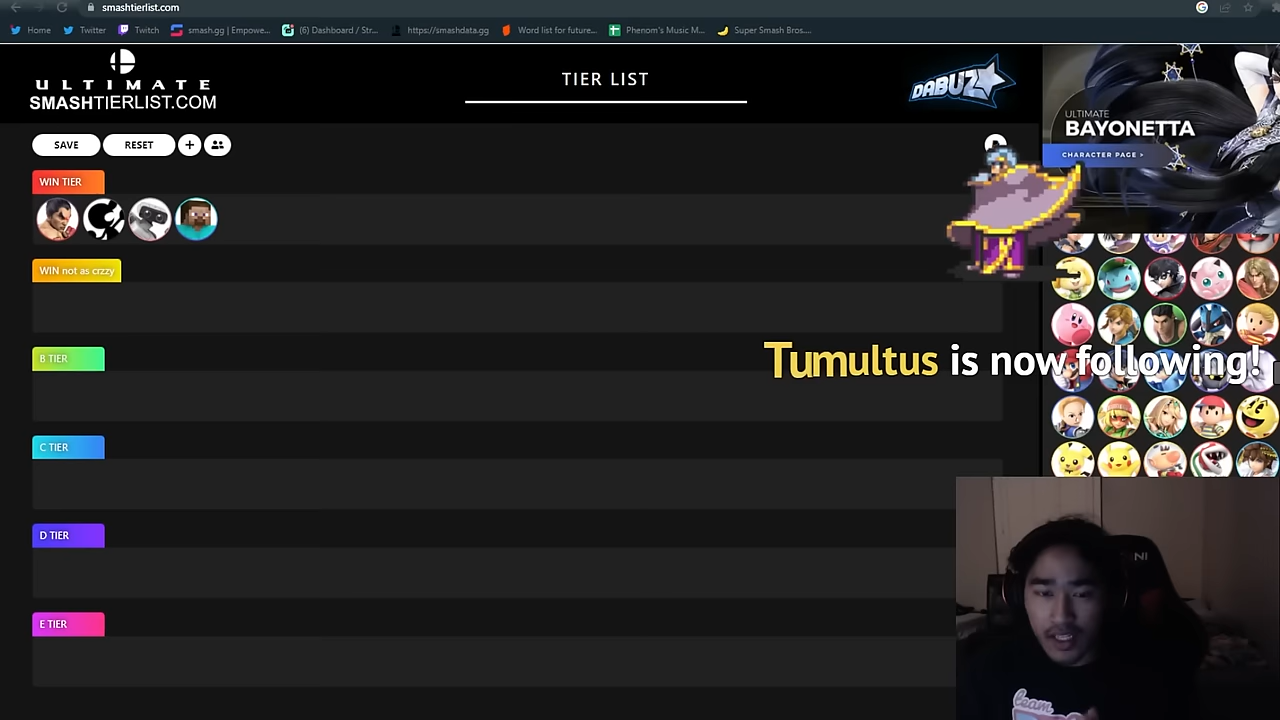 smashtierlist.com
Home
Twitter
Twitch
smash.gg | Empowe...
(6) Dashboard / Str...
https://smashdata.gg
Word list for future...
Phenom's Music M...
Super Smash Bros....
ULTIMATE
SMASHTIERLIST.COM
TIER LIST
DABUZ
ULTIMATE
BAYONETTA
CHARACTER PAGE >
SAVE
RESET
+
WIN TIER
WIN not as crzzy
B TIER
Tumultus is now following!
C TIER
D TIER
E TIER
team